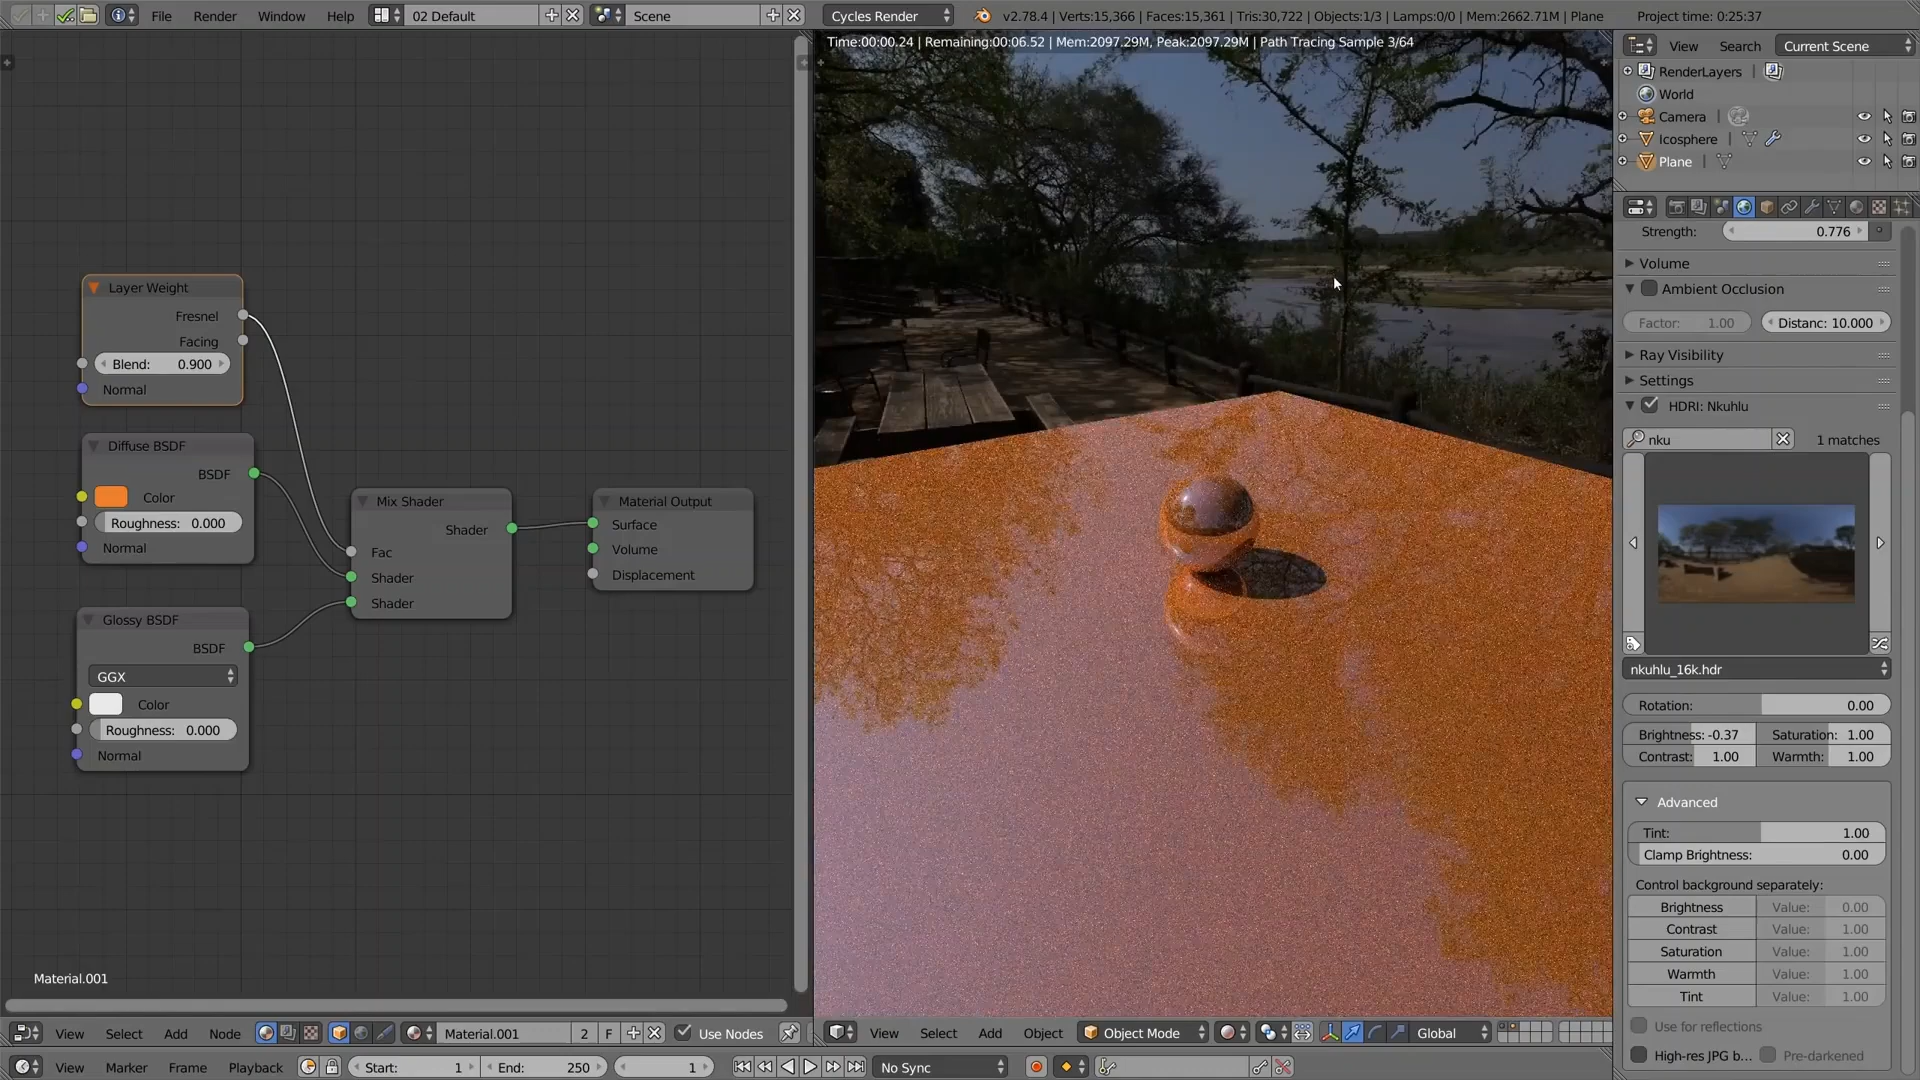 File Render Window Help 02 Default Scene Cycles Render v2.78.4 | Verts:15,366 | Faces:15,361 | Tris:30,722 | Objects:1/3 | Lamps:0/0 | Mem:2662.71M | Plane Project time: 0:25:37
Time:00:00.24 | Remaining:00:06.52 | Mem:2097.29M, Peak:2097.29M | Path Tracing Sample 3/64
View Search Current Scene
RenderLayers
World
Camera
Icosphere
Plane
Strength: 0.776
Volume
Ambient Occlusion
Factor: 1.00 Distanc: 10.000
Ray Visibility
Settings
HDRI: Nkuhlu
nku 1 matches
nkuhlu_16k.hdr
Rotation: 0.00
Brightness: -0.37 Saturation: 1.00
Contrast: 1.00 Warmth: 1.00
Advanced
Tint: 1.00
Clamp Brightness: 0.00
Control background separately:
Brightness Value: 0.00
Contrast Value: 1.00
Saturation Value: 1.00
Warmth Value: 1.00
Tint Value: 1.00
Use for reflections
High-res JPG b... Pre-darkened
Layer Weight
Fresnel
Facing
Blend: 0.900
Normal
Diffuse BSDF
BSDF
Color
Roughness: 0.000
Normal
Glossy BSDF
BSDF
GGX
Color
Roughness: 0.000
Normal
Mix Shader
Shader
Fac
Shader
Shader
Material Output
Surface
Volume
Displacement
Material.001
View Select Add Node Material.001 2 F Use Nodes
View Select Add Object Object Mode Global
View Marker Frame Playback Start: 1 End: 250 1 No Sync